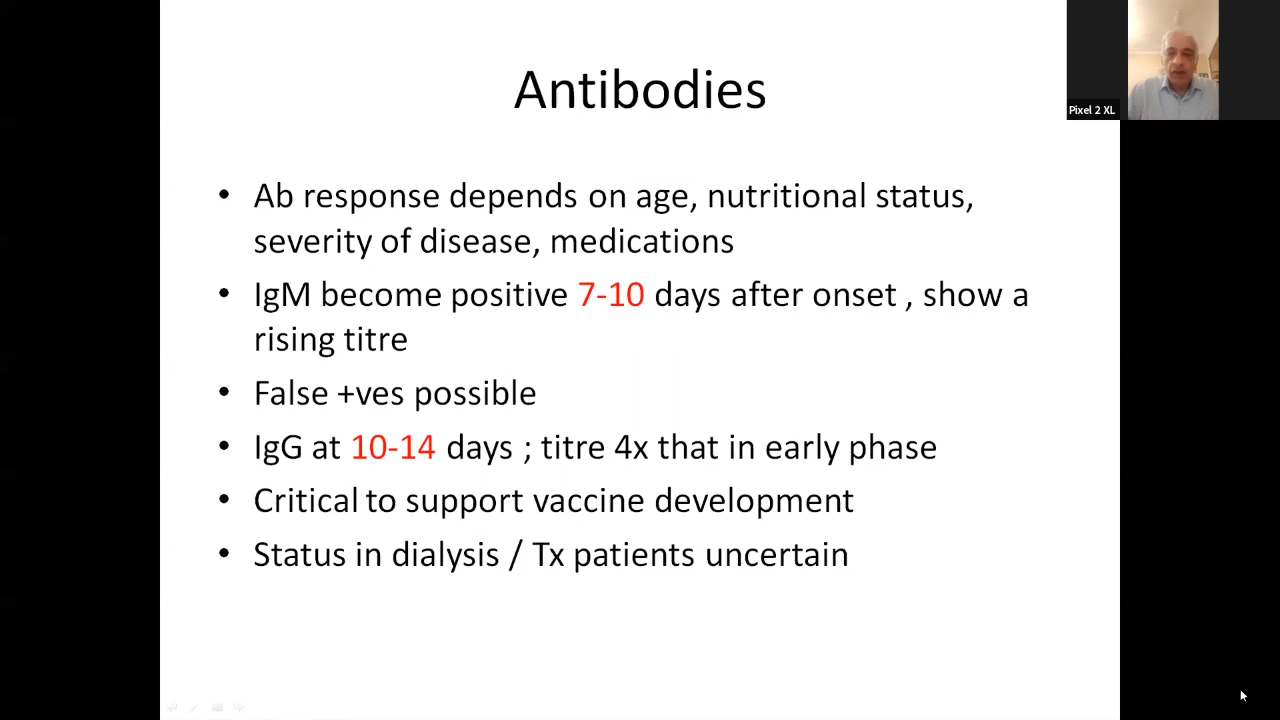 Antibodies
Pixel 2 XL
• Ab response depends on age, nutritional status,
severity of disease, medications
• IgM become positive 7-10 days after onset , show a
rising titre
• False +ves possible
• IgG at 10-14 days ; titre 4x that in early phase
• Critical to support vaccine development
• Status in dialysis / Tx patients uncertain